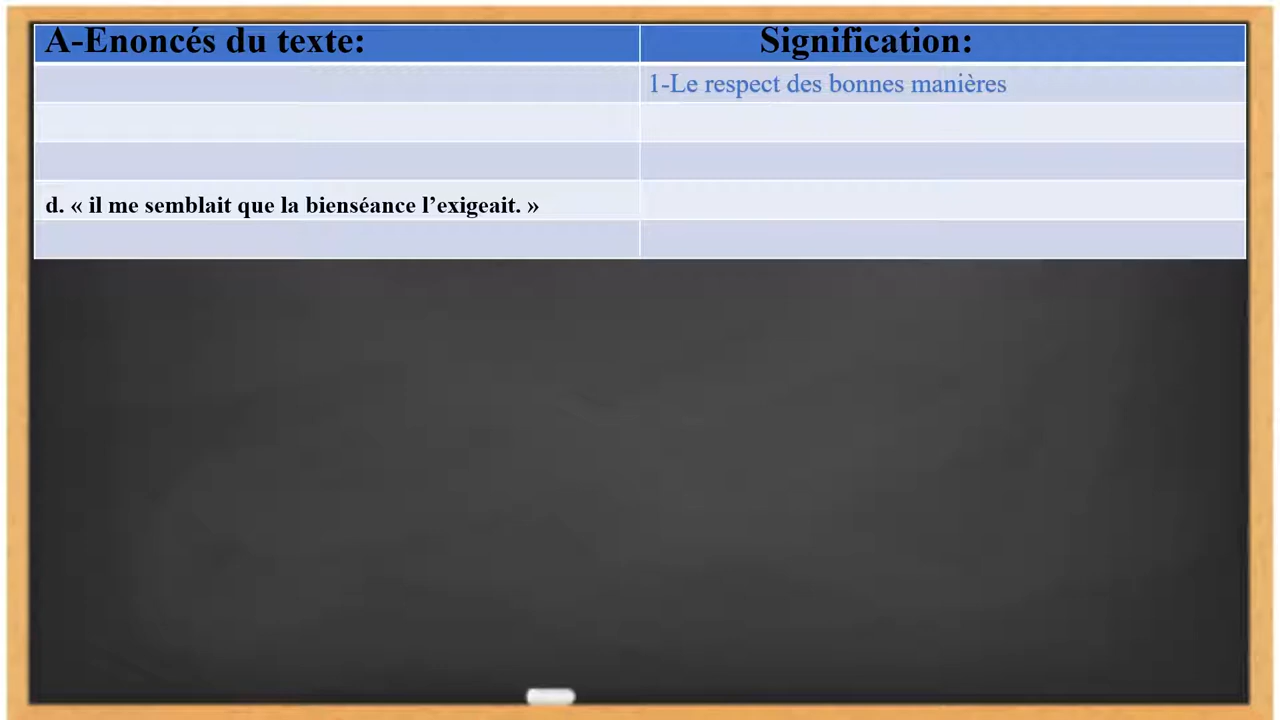 A-Enoncés du texte:
Signification:
1-Le respect des bonnes manières
d. « il me semblait que la bienséance l’exigeait. »